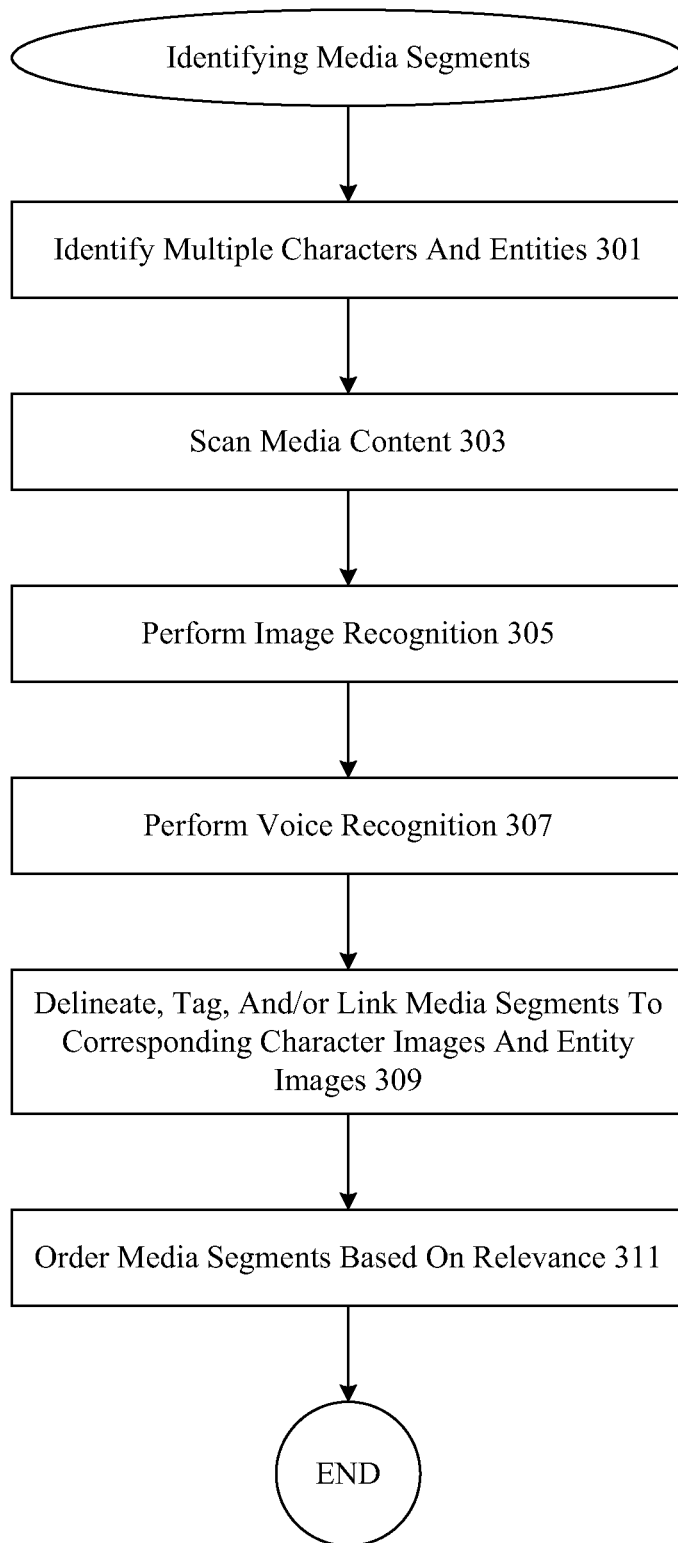 Identifying Media Segments
Identify Multiple Characters And Entities 301
Scan Media Content 303
Perform Image Recognition 305
Perform Voice Recognition 307
Delineate, Tag, And/or Link Media Segments To
Corresponding Character Images And Entity
Images 309
Order Media Segments Based On Relevance 311
END